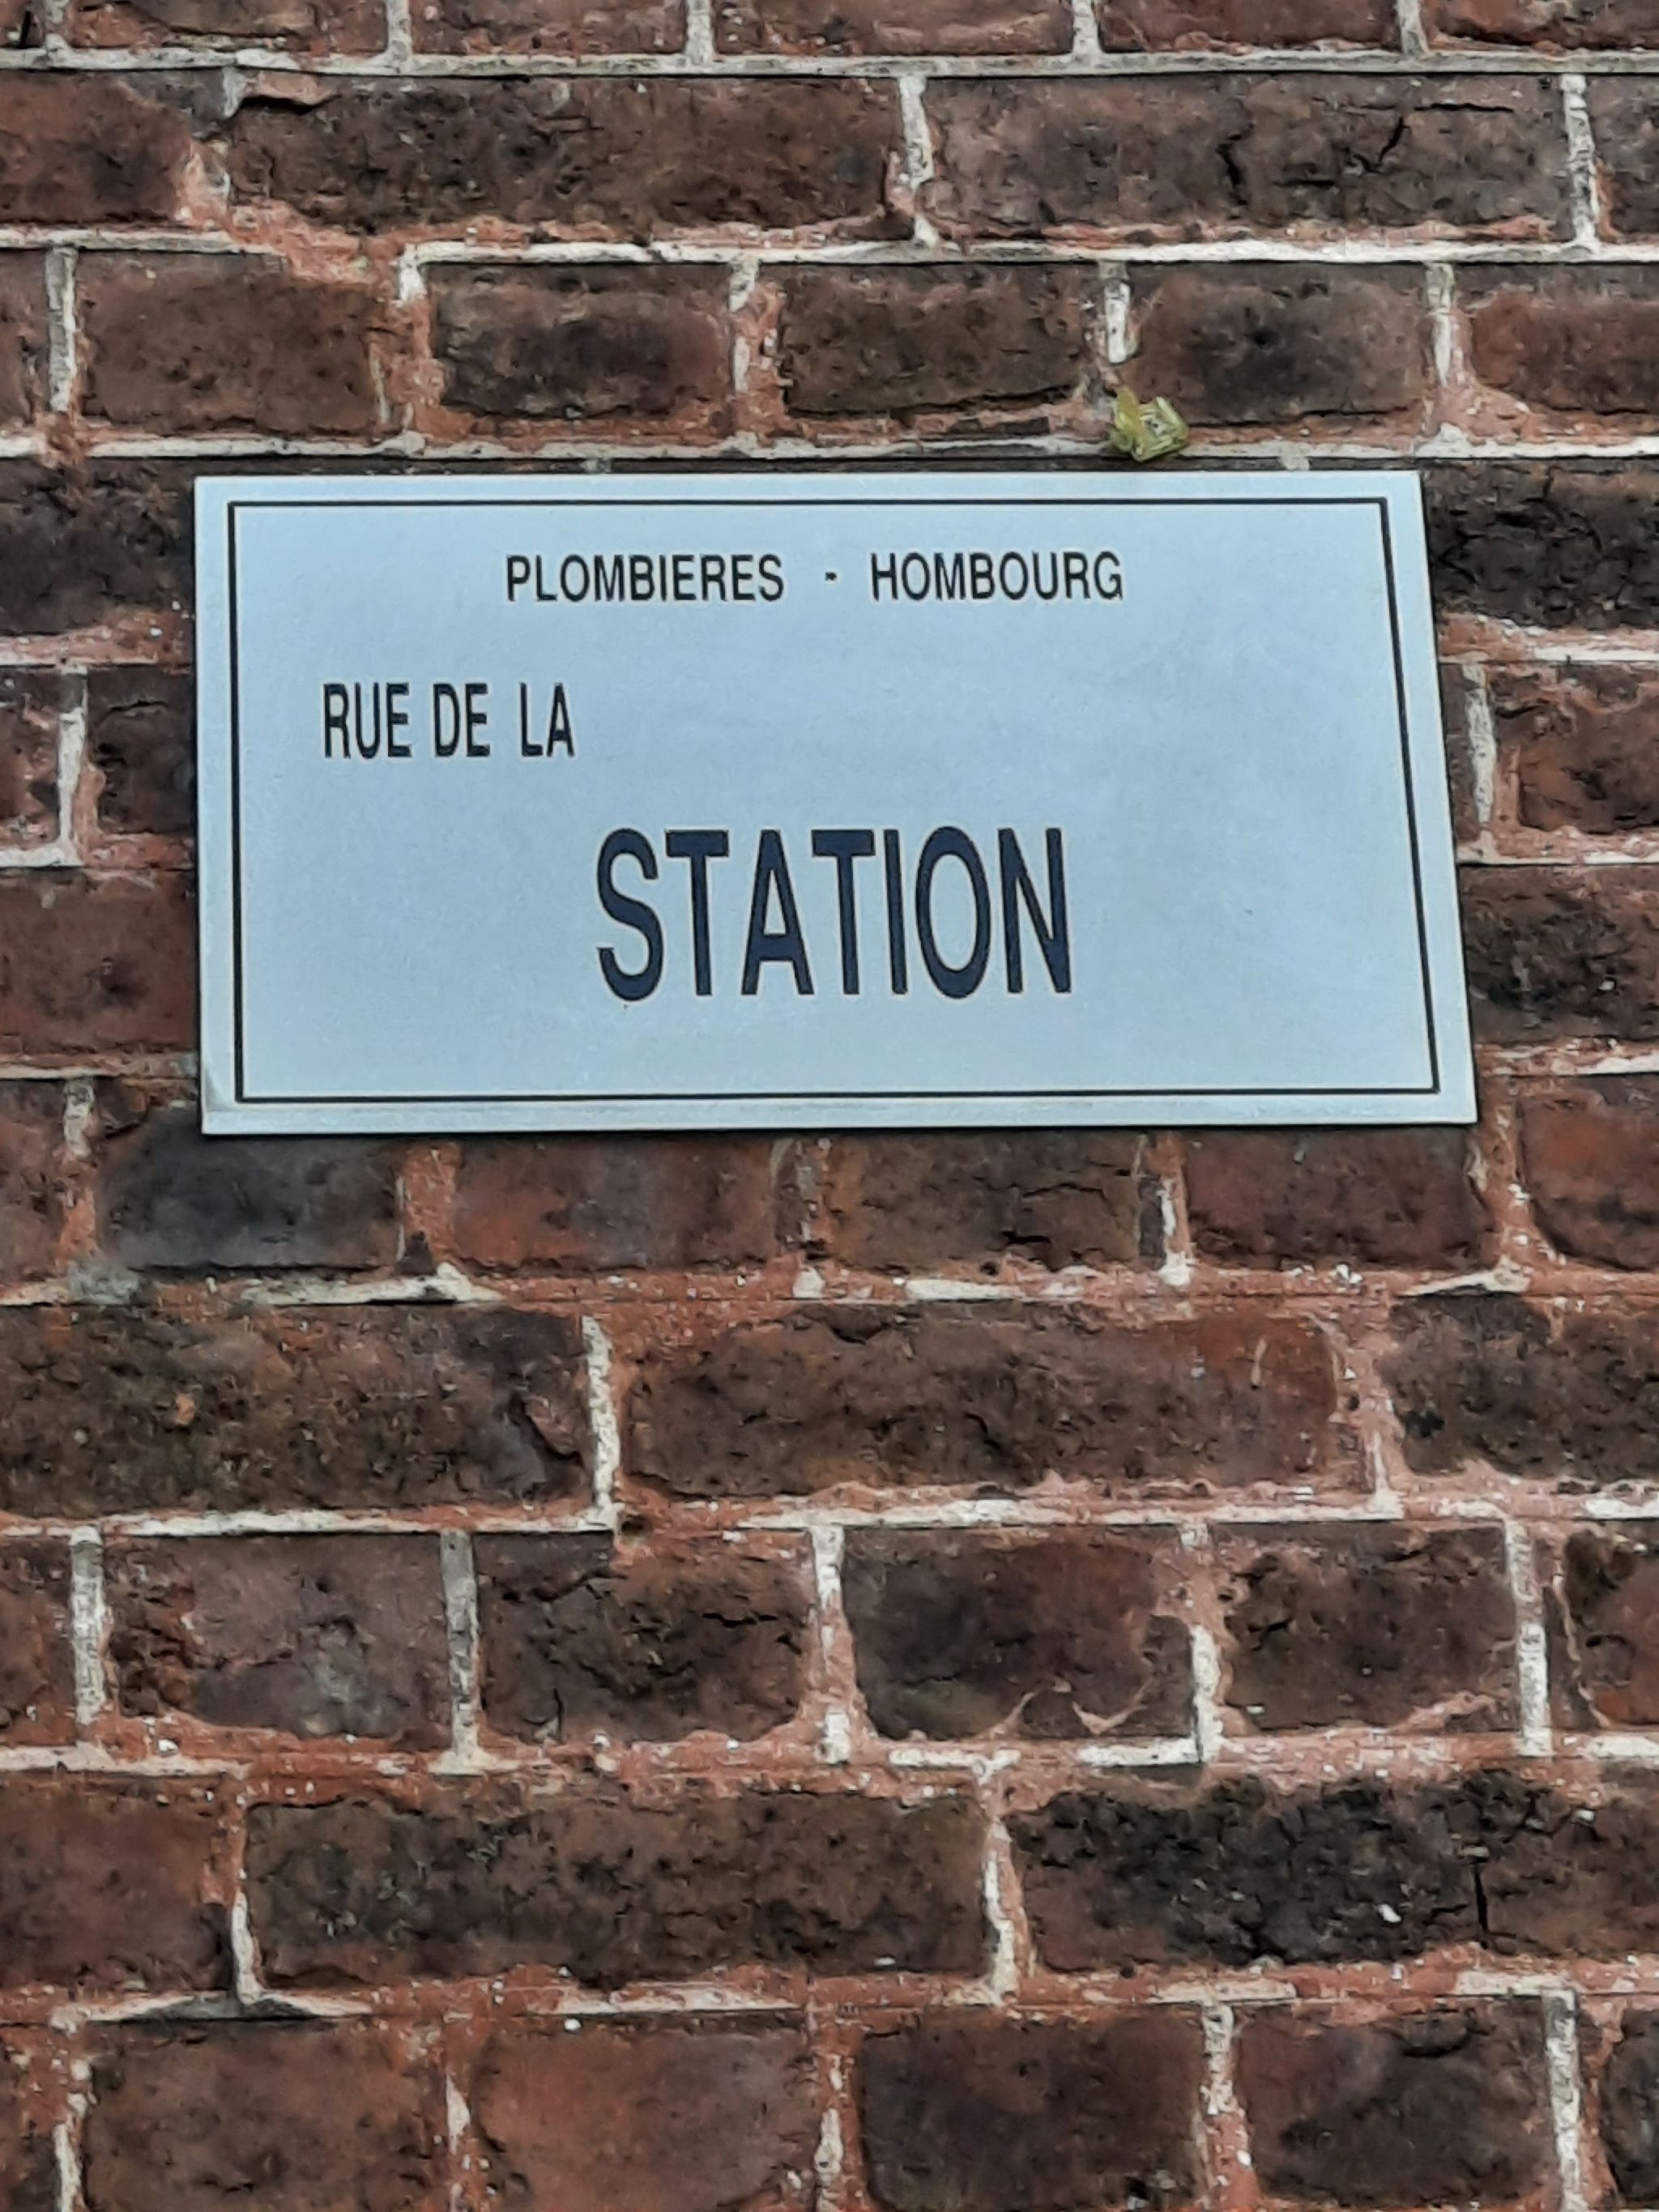 PLOMBIERES - HOMBOURG
RUE DE LA
STATION